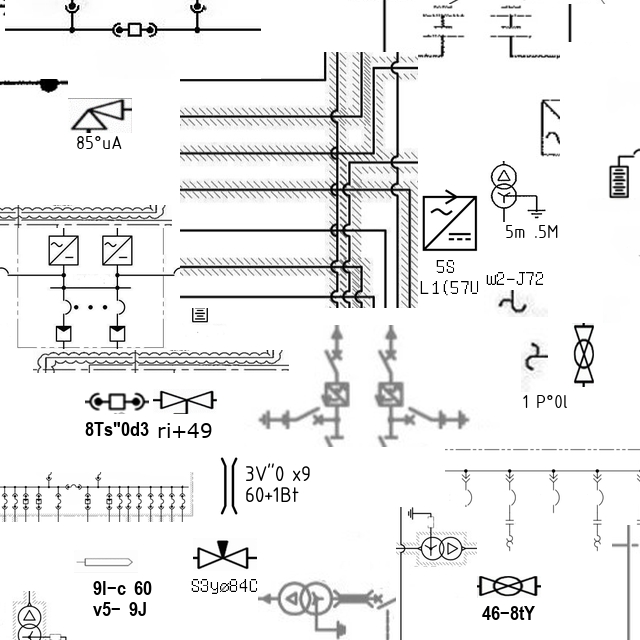 85°uA
5m .5M
5S
L1(57U
w2-J72
1 P°0l
8Ts"0d3
ri+49
3V"0 x9
60+1Bt
9l-c 60
v5- 9J
S3yø84C
46-8tY